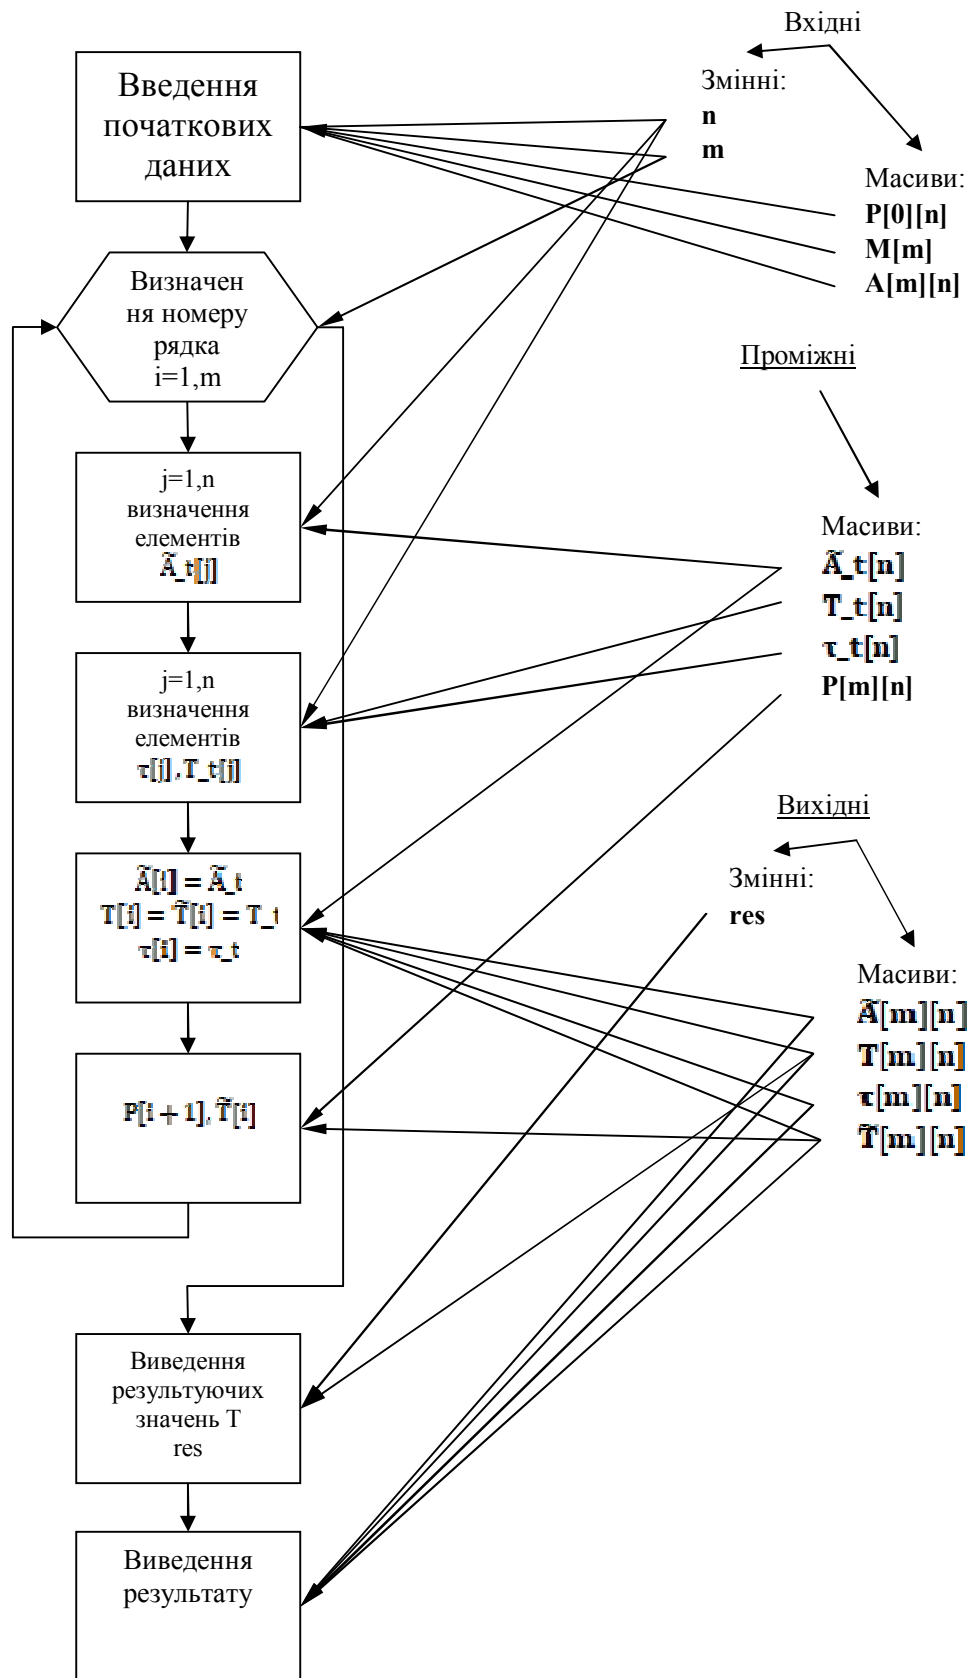 Введення
початкових
даних
Визначен
ня номеру
рядка
i=1,m
j=1,n
визначення
елементів
Ã_t[j]
j=1,n
визначення
елементів
τ[j], T_t[j]
Ã[i] = Ã_t
T[i] = T̃[i] = T_t
τ[i] = τ_t
P[i + 1], T̃[i]
Виведення
результуючих
значень T
res
Виведення
результату
Вхідні
Змінні:
n
m
Масиви:
P[0][n]
M[m]
A[m][n]
Проміжні
Масиви:
Ã_t[n]
T_t[n]
τ_t[n]
P[m][n]
Вихідні
Змінні:
res
Масиви:
Ã[m][n]
T[m][n]
τ[m][n]
T̃[m][n]